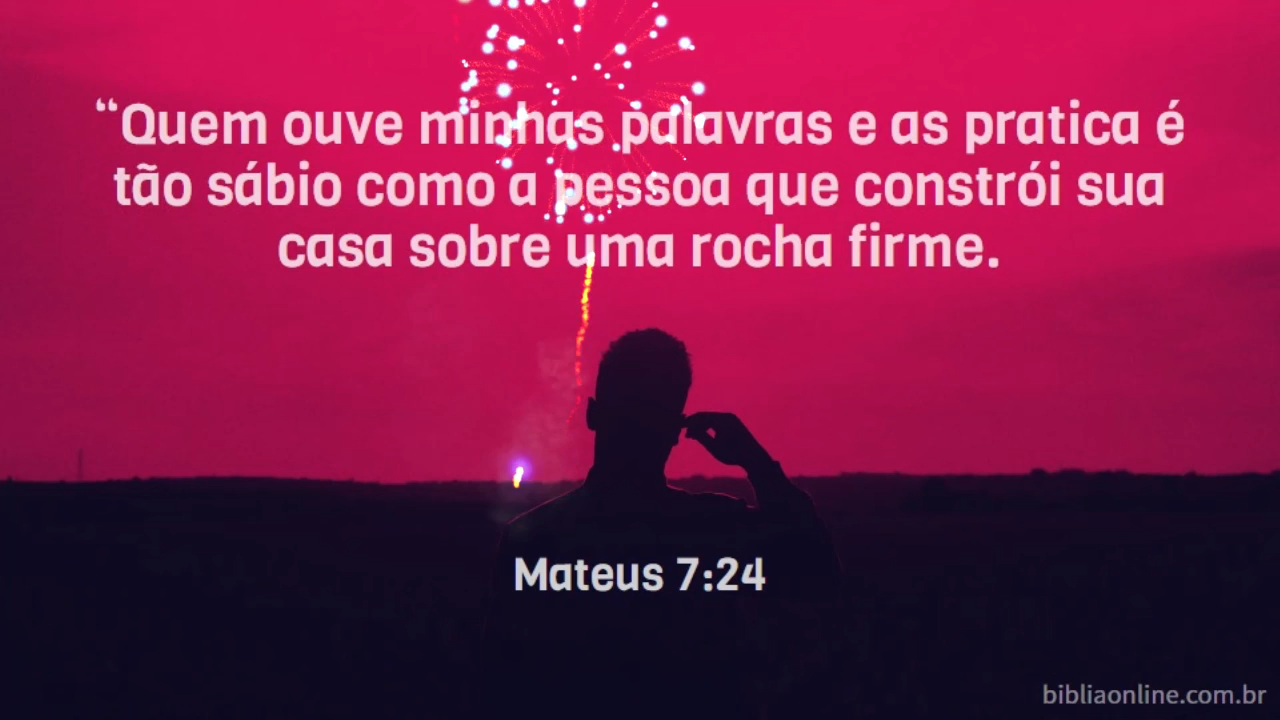 “Quem ouve minhas palavras e as pratica é
tão sábio como a pessoa que constrói sua
casa sobre uma rocha firme.
Mateus 7:24
bibliaonline.com.br